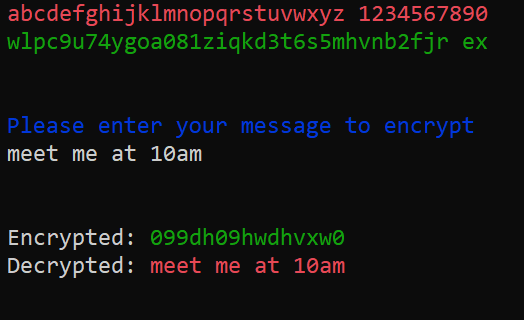 abcdefghijklmnopqrstuvwxyz 1234567890
wlpc9u74ygoa081ziqkd3t6s5mhvnb2fjr ex
Please enter your message to encrypt
meet me at 10am
Encrypted: 099dh09hwdhvxw0
Decrypted: meet me at 10am